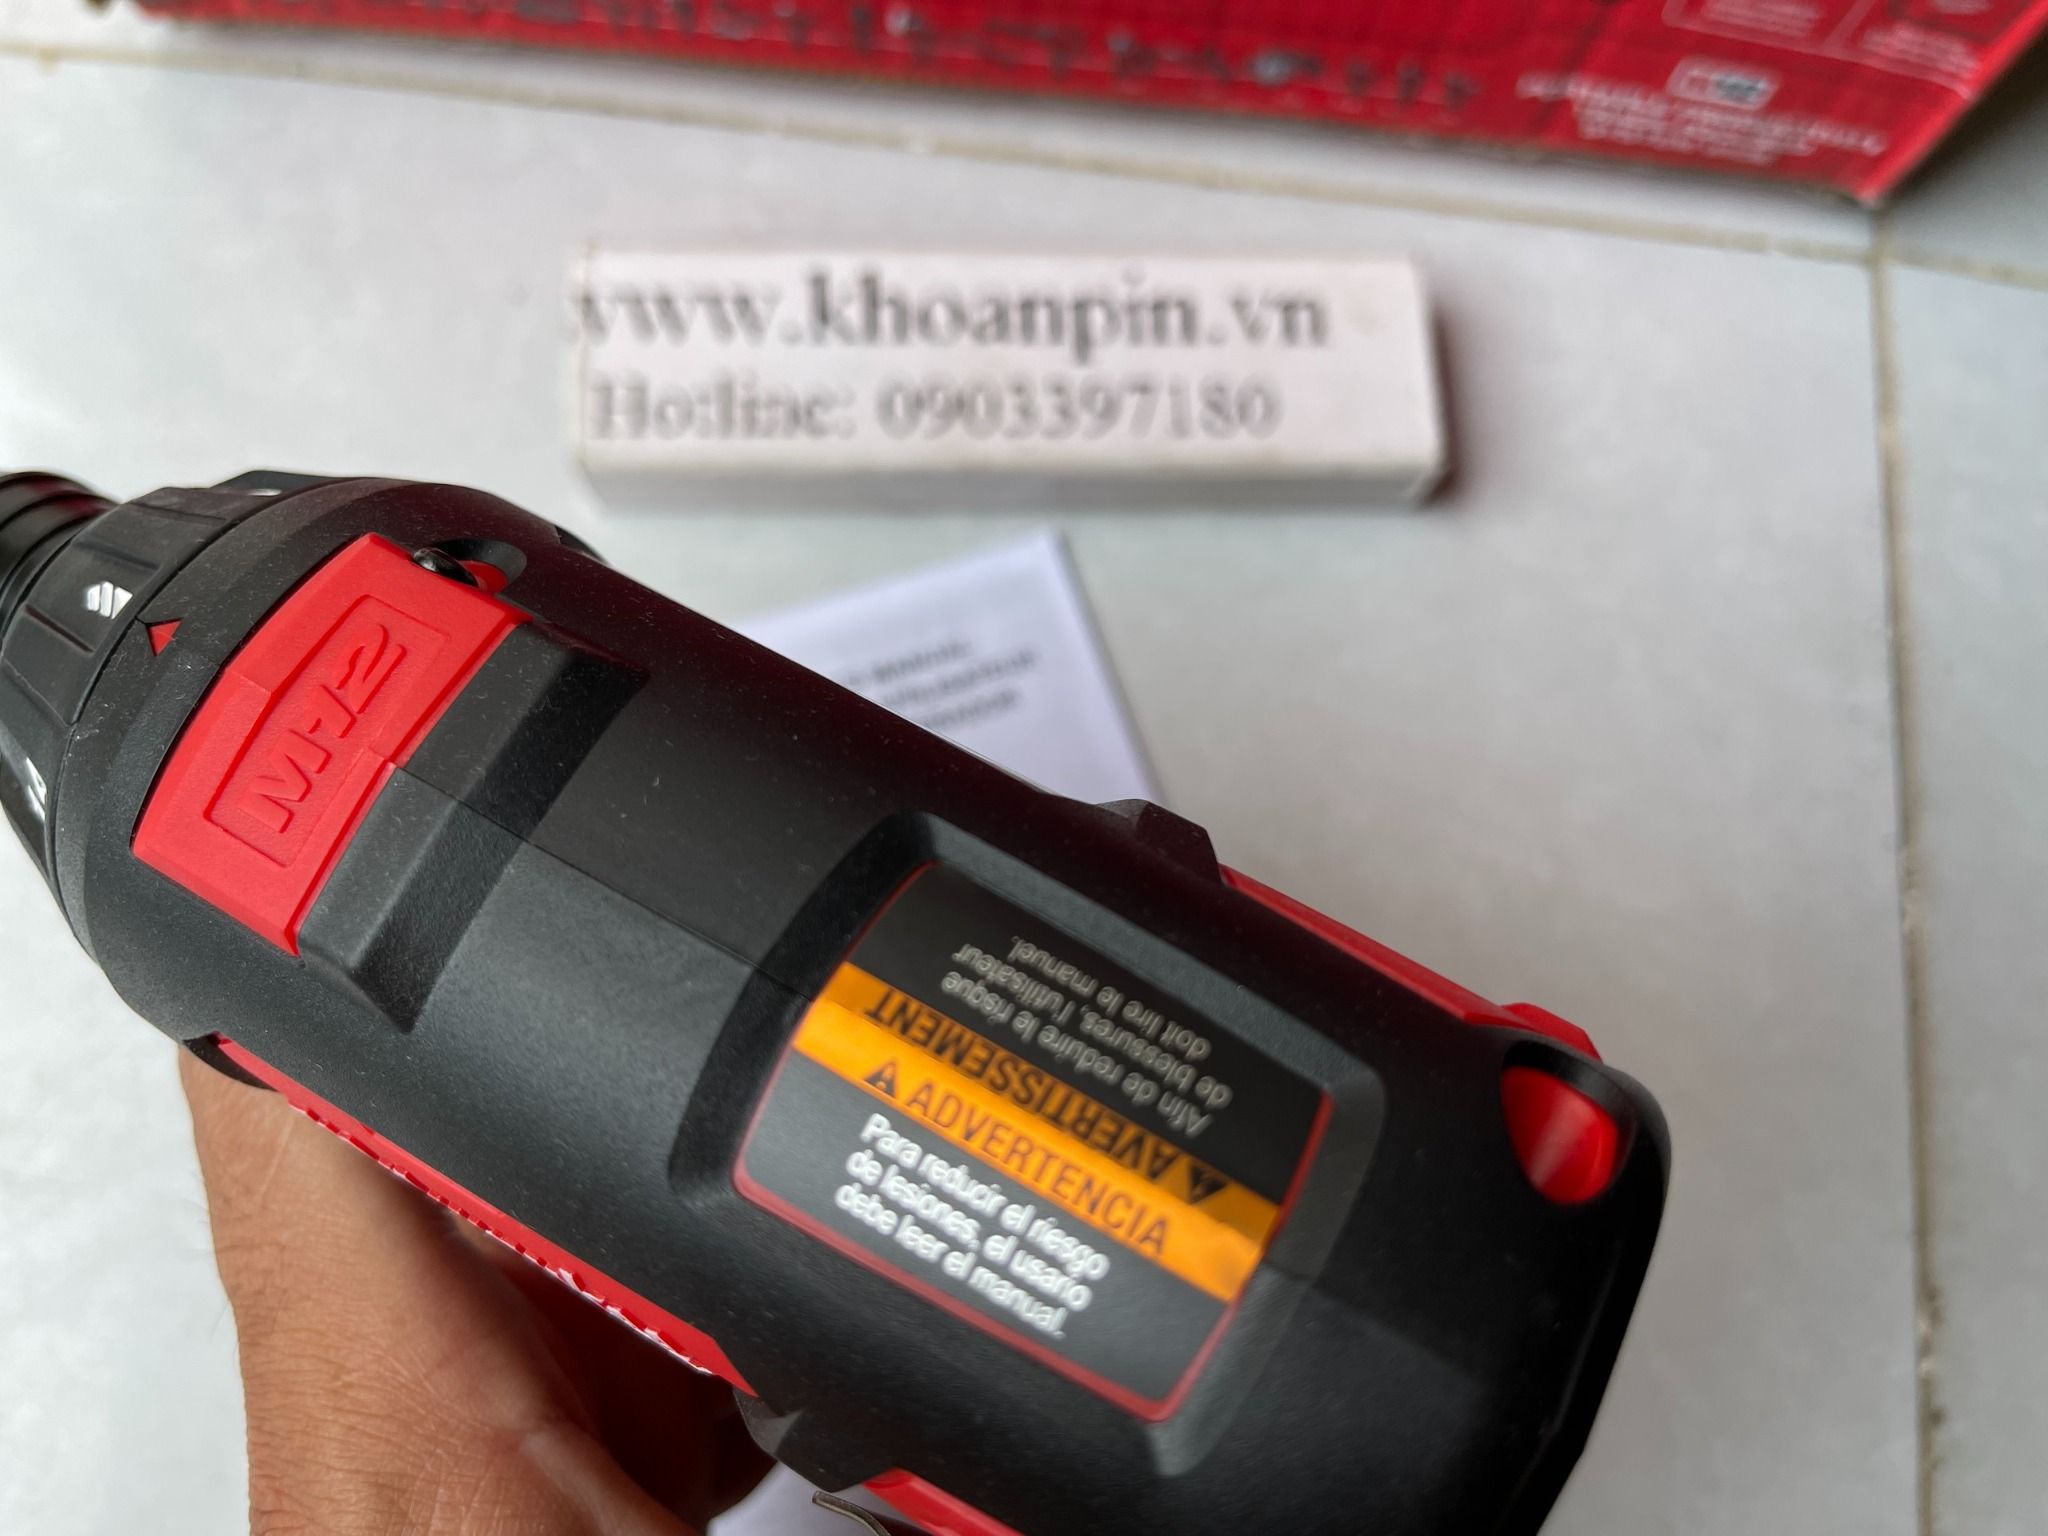 www.khoanpin.vn
Hotline: 0903397180
M12
Afin de réduire le risque
de blessures, l'utilisateur
doit lire le manuel.
AVERTISSEMENT
ADVERTENCIA
Para reducir el riesgo
de lesiones, el usario
debe leer el manual.